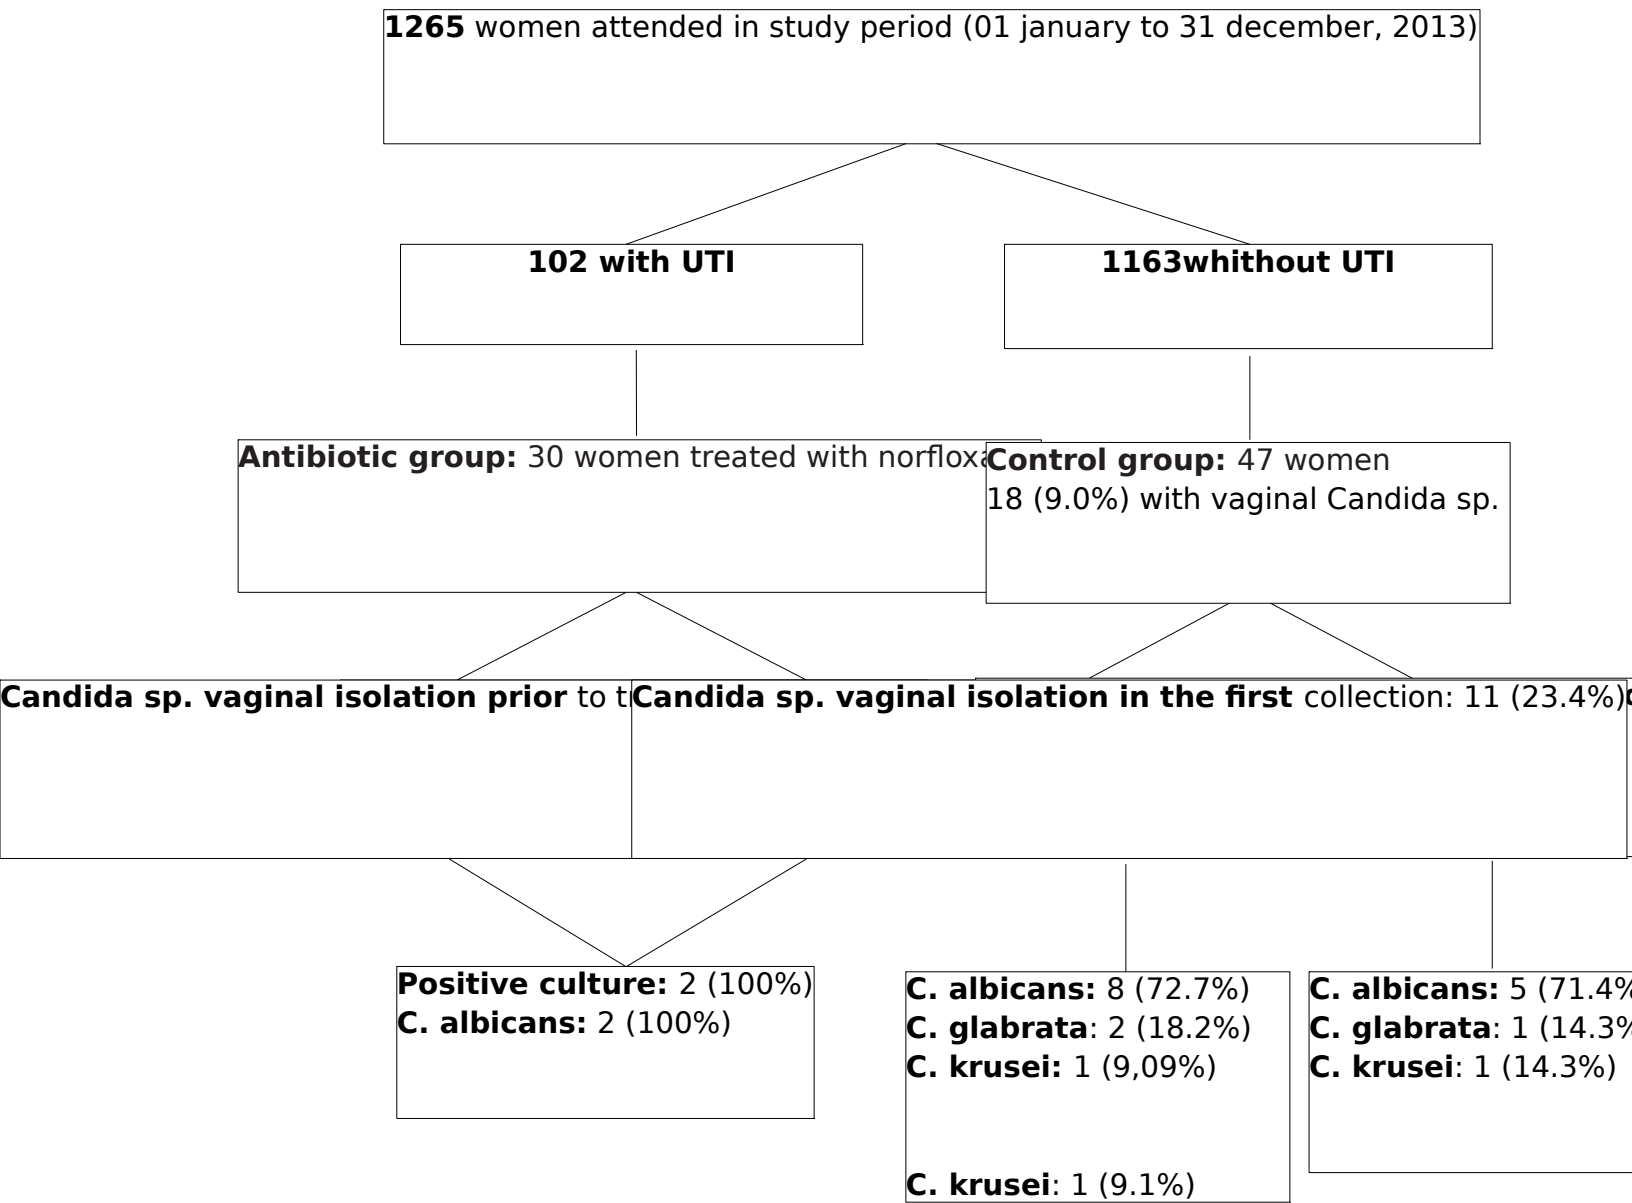 1265 women attended in study period (01 january to 31 december, 2013)
102 with UTI
1163whithout UTI
Antibiotic group: 30 women treated with
Control group: 47 women
18 (9.0%) with vaginal Candida sp.
Candida sp. vaginal isolation prior to
Candida sp. vaginal isolation in the first collection: 11 (23.4%)
Positive culture: 2 (100%)
C. albicans: 2 (100%)
C. albicans: 8 (72.7%)
C. glabrata: 2 (18.2%)
C. krusei: 1 (9,09%)
C. krusei: 1 (9.1%)
C. albicans: 5 (71.4%
C. glabrata: 1 (14.3%
C. krusei: 1 (14.3%)